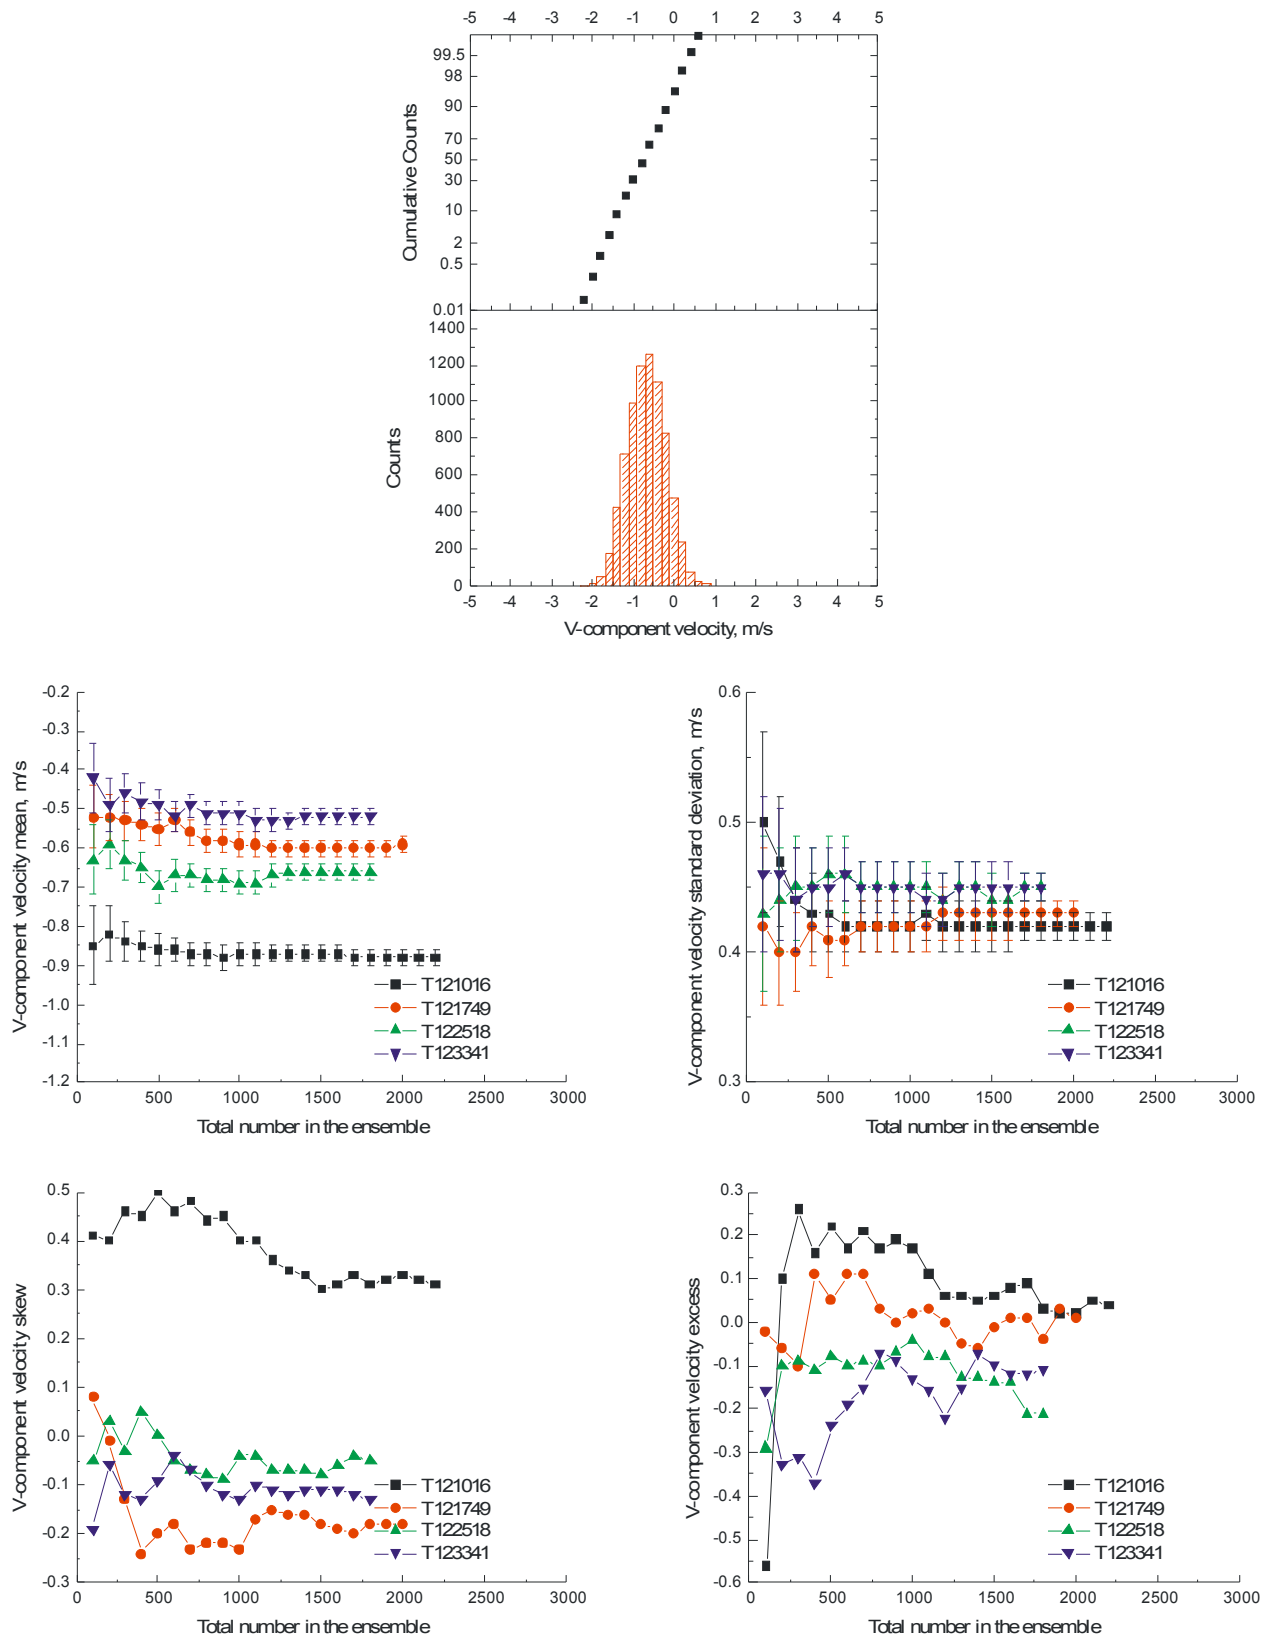 -5 -4 -3 -2 -1 0 1 2 3 4 5
99.5
98
90
70
50
30
10
2
0.5
0.01
Cumulative Counts
1400
1200
1000
800
600
400
200
0
Counts
-5 -4 -3 -2 -1 0 1 2 3 4 5
V-component velocity, m/s
-0.2
-0.3
-0.4
-0.5
-0.6
-0.7
-0.8
-0.9
-1.0
-1.1
-1.2
V-component velocity mean, m/s
T121016
T121749
T122518
T123341
0 500 1000 1500 2000 2500 3000
Total number in the ensemble
0.6
0.5
0.4
0.3
V-component velocity standard deviation, m/s
T121016
T121749
T122518
T123341
0 500 1000 1500 2000 2500 3000
Total number in the ensemble
0.5
0.4
0.3
0.2
0.1
0.0
-0.1
-0.2
-0.3
V-component velocity skew
T121016
T121749
T122518
T123341
0 500 1000 1500 2000 2500 3000
Total number in the ensemble
0.3
0.2
0.1
0.0
-0.1
-0.2
-0.3
-0.4
-0.5
-0.6
V-component velocity excess
T121016
T121749
T122518
T123341
0 500 1000 1500 2000 2500 3000
Total number in the ensemble